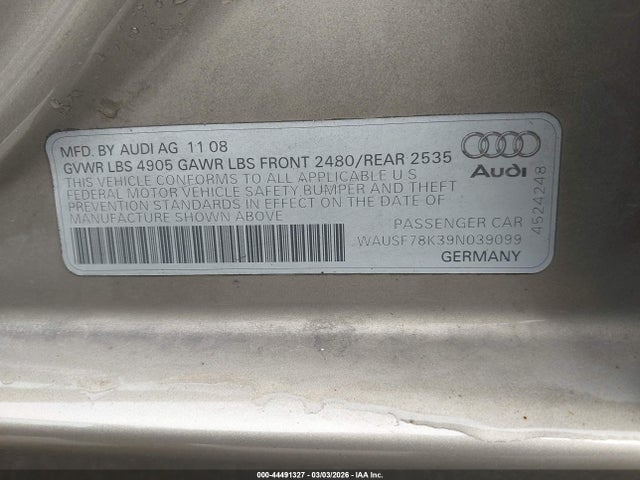 MFD. BY AUDI AG 11 08
GVWR LBS 4905 GAWR LBS FRONT 2480/REAR 2535
THIS VEHICLE CONFORMS TO ALL APPLICABLE U S
FEDERAL MOTOR VEHICLE SAFETY BUMPER AND THEFT
PREVENTION STANDARDS IN EFFECT ON THE DATE OF
MANUFACTURE SHOWN ABOVE
Audi
PASSENGER CAR
WAUSF78K39N039099
GERMANY
4624248
000-44491327 - 03/03/2026 - IAA Inc.